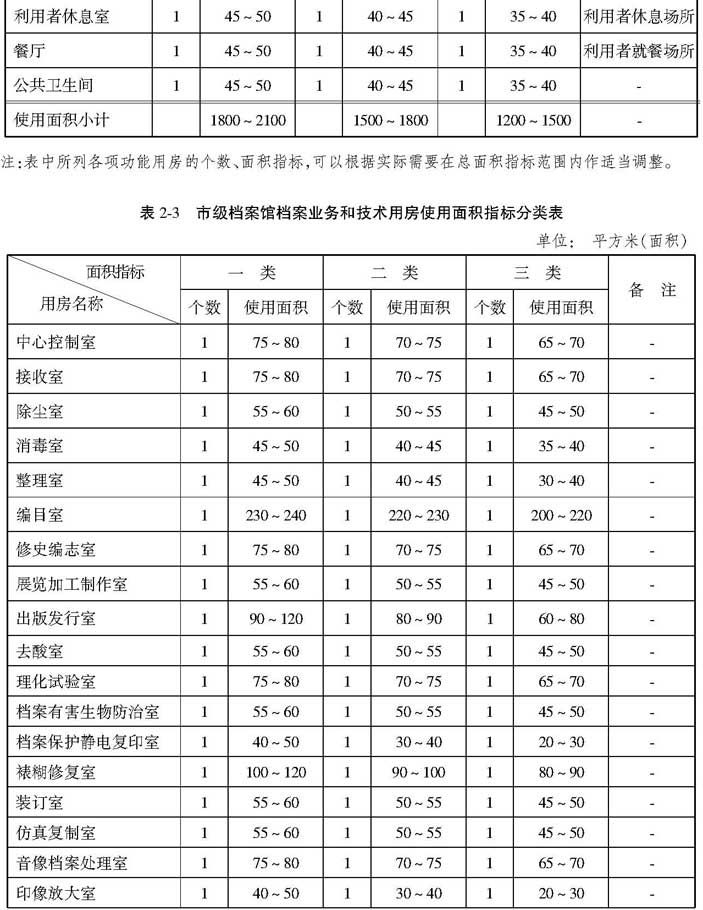 利用者休息室 1 45~50 1 40~45 1 35~40 利用者休息场所
餐厅 1 45~50 1 40~45 1 35~40 利用者就餐场所
公共卫生间 1 45~50 1 40~45 1 35~40 -
使用面积小计 1800~2100 1500~1800 1200~1500 -
注:表中所列各项功能用房的个数、面积指标,可以根据实际需要在总面积指标范围内作适当调整。
表 2-3 市级档案馆档案业务和技术用房使用面积指标分类表
单位: 平方米(面积)
面积指标 一 类 二 类 三 类 备 注
用房名称 个数 使用面积 个数 使用面积 个数 使用面积
中心控制室 1 75~80 1 70~75 1 65~70 -
接收室 1 75~80 1 70~75 1 65~70 -
除尘室 1 55~60 1 50~55 1 45~50 -
消毒室 1 45~50 1 40~45 1 35~40 -
整理室 1 45~50 1 40~45 1 30~40 -
编目室 1 230~240 1 220~230 1 200~220 -
修史编志室 1 75~80 1 70~75 1 65~70 -
展览加工制作室 1 55~60 1 50~55 1 45~50 -
出版发行室 1 90~120 1 80~90 1 60~80 -
去酸室 1 55~60 1 50~55 1 45~50 -
理化试验室 1 75~80 1 70~75 1 65~70 -
档案有害生物防治室 1 55~60 1 50~55 1 45~50 -
档案保护静电复印室 1 40~50 1 30~40 1 20~30 -
裱糊修复室 1 100~120 1 90~100 1 80~90 -
装订室 1 55~60 1 50~55 1 45~50 -
仿真复制室 1 55~60 1 50~55 1 45~50 -
音像档案处理室 1 75~80 1 70~75 1 65~70 -
印像放大室 1 40~50 1 30~40 1 20~30 -